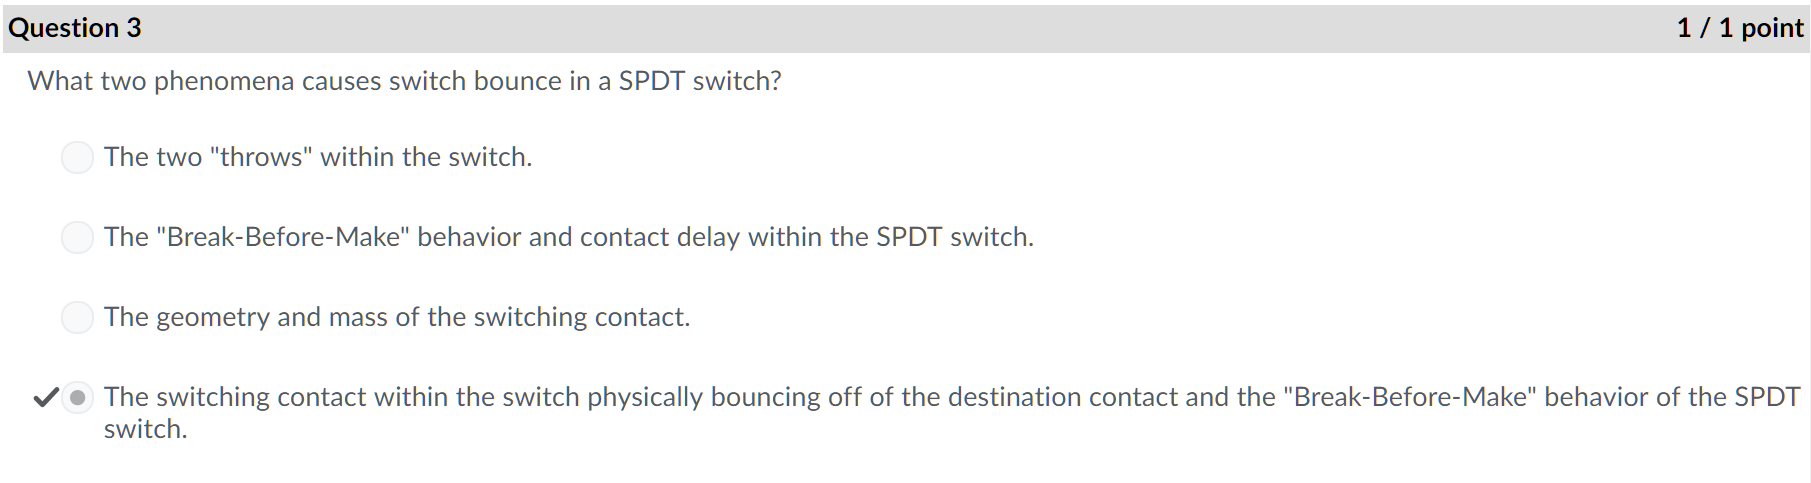 Question 3
1 / 1 point
What two phenomena causes switch bounce in a SPDT switch?
The two "throws" within the switch.
The "Break-Before-Make" behavior and contact delay within the SPDT switch.
The geometry and mass of the switching contact.
The switching contact within the switch physically bouncing off of the destination contact and the "Break-Before-Make" behavior of the SPDT
switch.